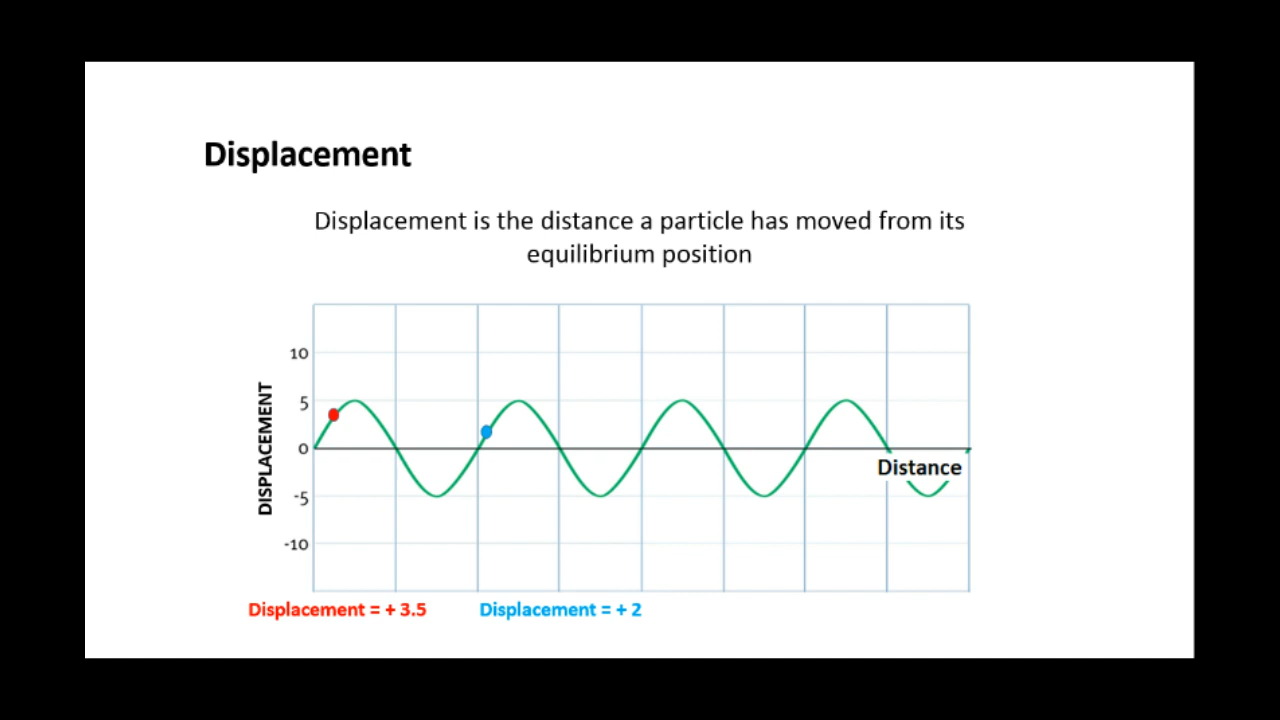 Displacement
Displacement is the distance a particle has moved from its
equilibrium position
DISPLACEMENT
10
5
0
-5
-10
Distance
Displacement = + 3.5
Displacement = + 2